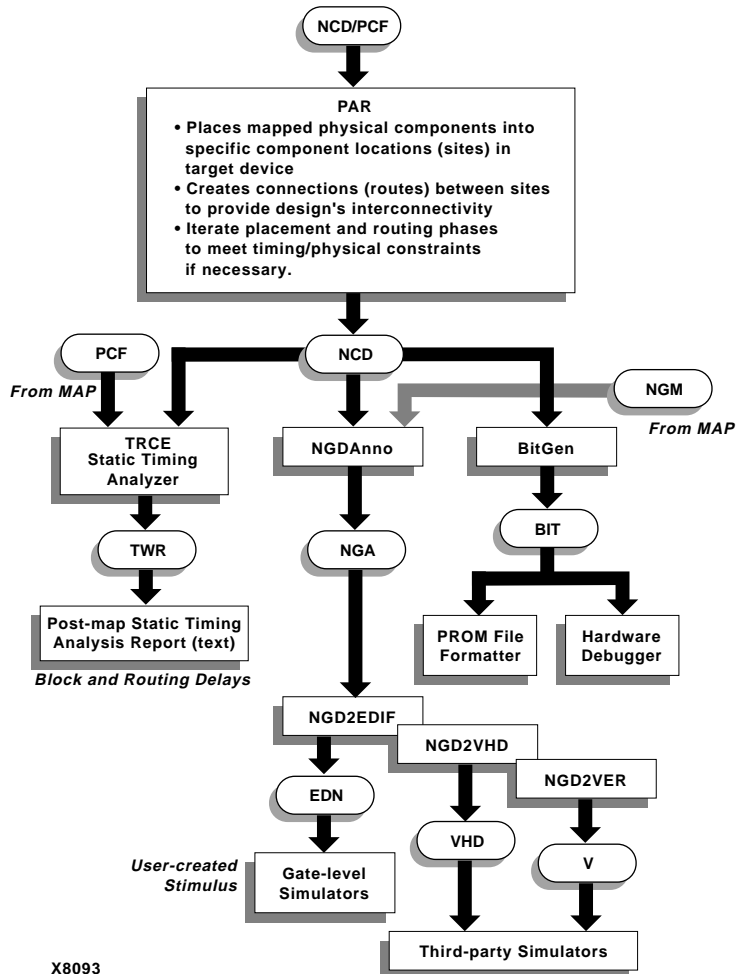 NCD/PCF
PAR
• Places mapped physical components into
specific component locations (sites) in
target device
• Creates connections (routes) between sites
to provide design's interconnectivity
• Iterate placement and routing phases
to meet timing/physical constraints
if necessary.
PCF
NCD
From MAP
NGM
From MAP
TRCE
Static Timing
Analyzer
NGDAnno
BitGen
TWR
NGA
BIT
Post-map Static Timing
Analysis Report (text)
Block and Routing Delays
PROM File
Formatter
Hardware
Debugger
NGD2EDIF
NGD2VHD
NGD2VER
EDN
VHD
V
User-created
Stimulus
Gate-level
Simulators
Third-party Simulators
X8093